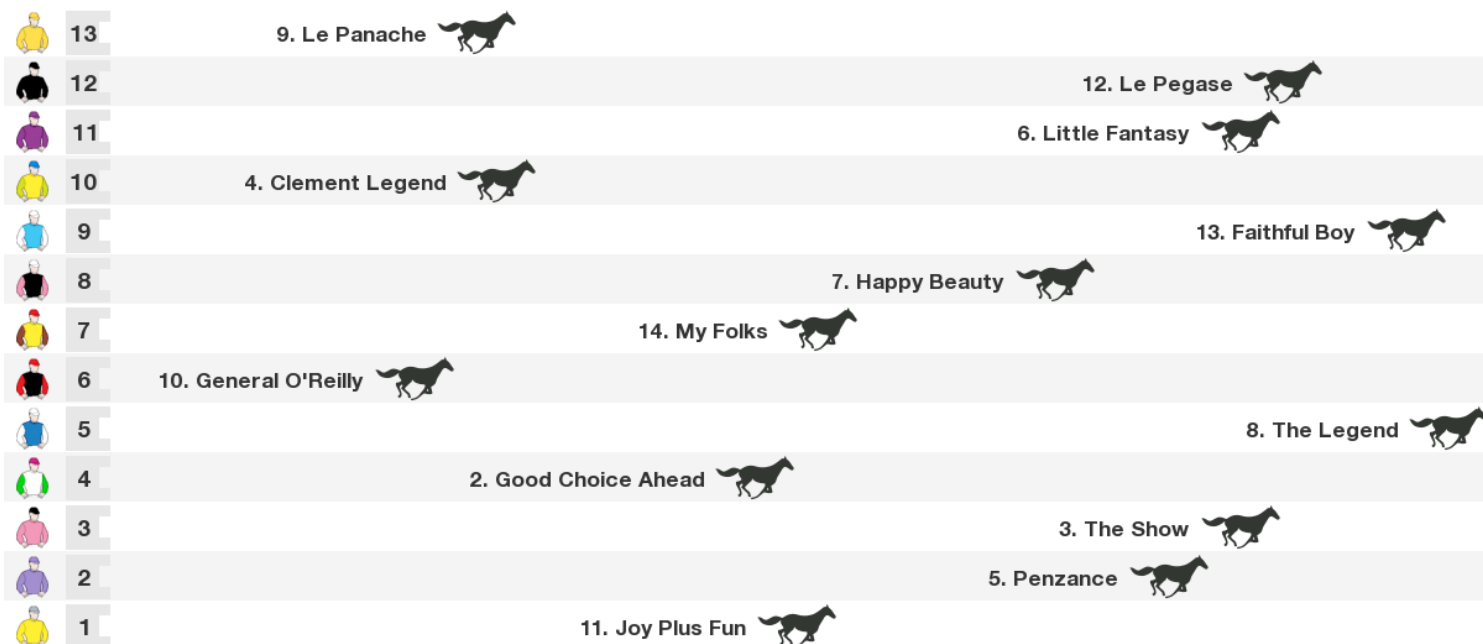 13 9. Le Panache
12 12. Le Pegase
11 6. Little Fantasy
10 4. Clement Legend
9 13. Faithful Boy
8 7. Happy Beauty
7 14. My Folks
6 10. General O'Reilly
5 8. The Legend
4 2. Good Choice Ahead
3 3. The Show
2 5. Penzance
1 11. Joy Plus Fun